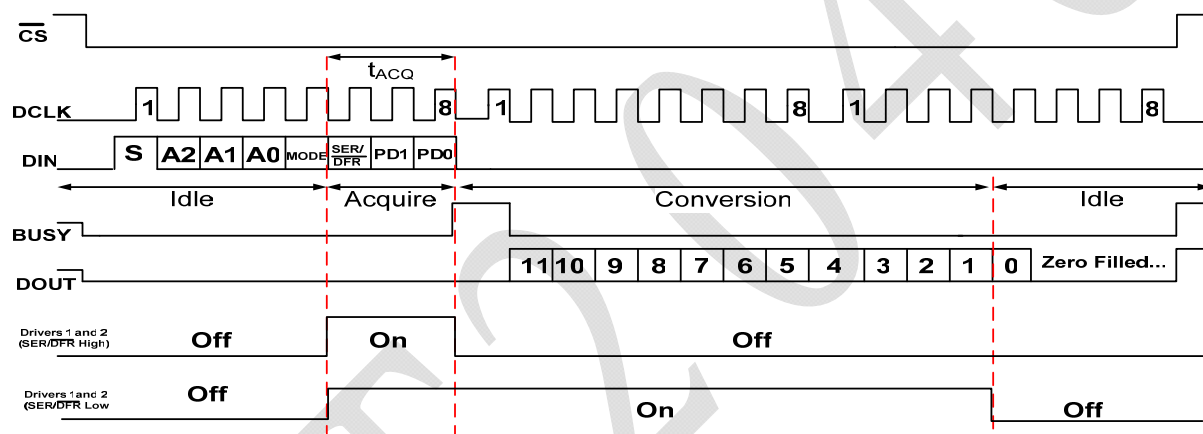 CS
tACQ
DCLK 1 8 1 8 1 8
DIN S A2 A1 A0 MODE SER/DFR PD1 PD0
Idle Acquire Conversion Idle
BUSY
DOUT 11 10 9 8 7 6 5 4 3 2 1 0 Zero Filled...
Drivers 1 and 2
(SER/DFR High) Off On Off
Drivers 1 and 2
(SER/DFR Low Off On Off